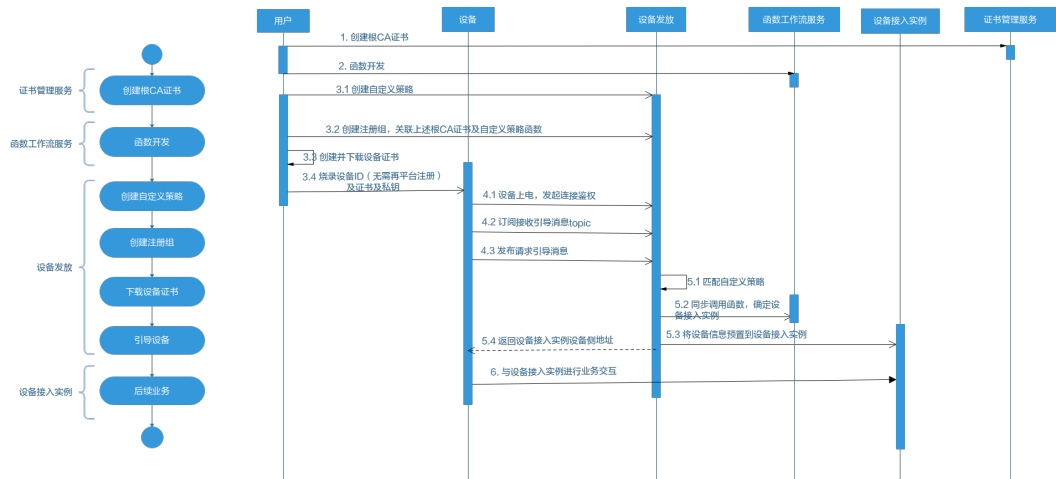 证书管理服务
函数工作流服务
设备发放
设备接入实例
创建根CA证书
函数开发
创建自定义策略
创建注册组
下载设备证书
引导设备
后续业务
用户
设备
设备发放
函数工作流服务
设备接入实例
证书管理服务
1. 创建根CA证书
2. 函数开发
3.1 创建自定义策略
3.2 创建注册组，关联上述根CA证书及自定义策略函数
3.3 创建并下载设备证书
3.4 烧录设备ID（无需再平台注册）
及证书及私钥
4.1 设备上电，发起连接鉴权
4.2 订阅接收引导消息topic
4.3 发布请求引导消息
5.1 匹配自定义策略
5.2 同步调用函数，确定设
备接入实例
5.3 将设备信息预置到设备接入实例
5.4 返回设备接入实例设备侧地址
6. 与设备接入实例进行业务交互